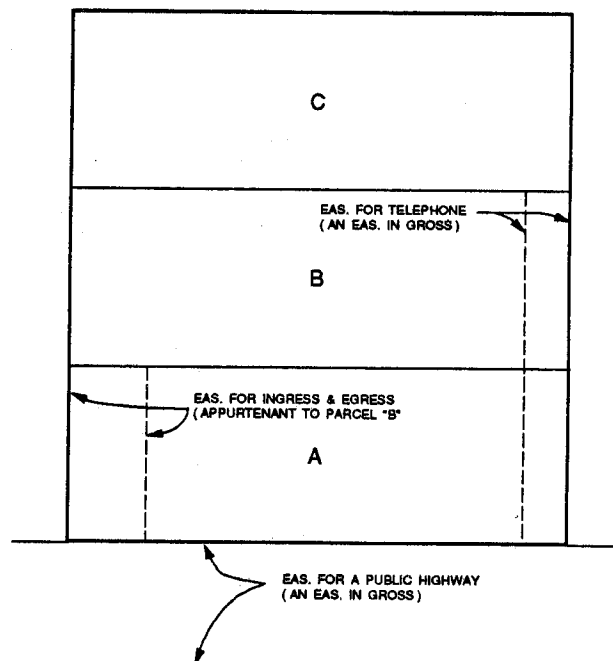 C
EAS. FOR TELEPHONE
( AN EAS. IN GROSS )
B
EAS. FOR INGRESS & EGRESS
( APPURTENANT TO PARCEL "B"
A
EAS. FOR A PUBLIC HIGHWAY
( AN EAS. IN GROSS )